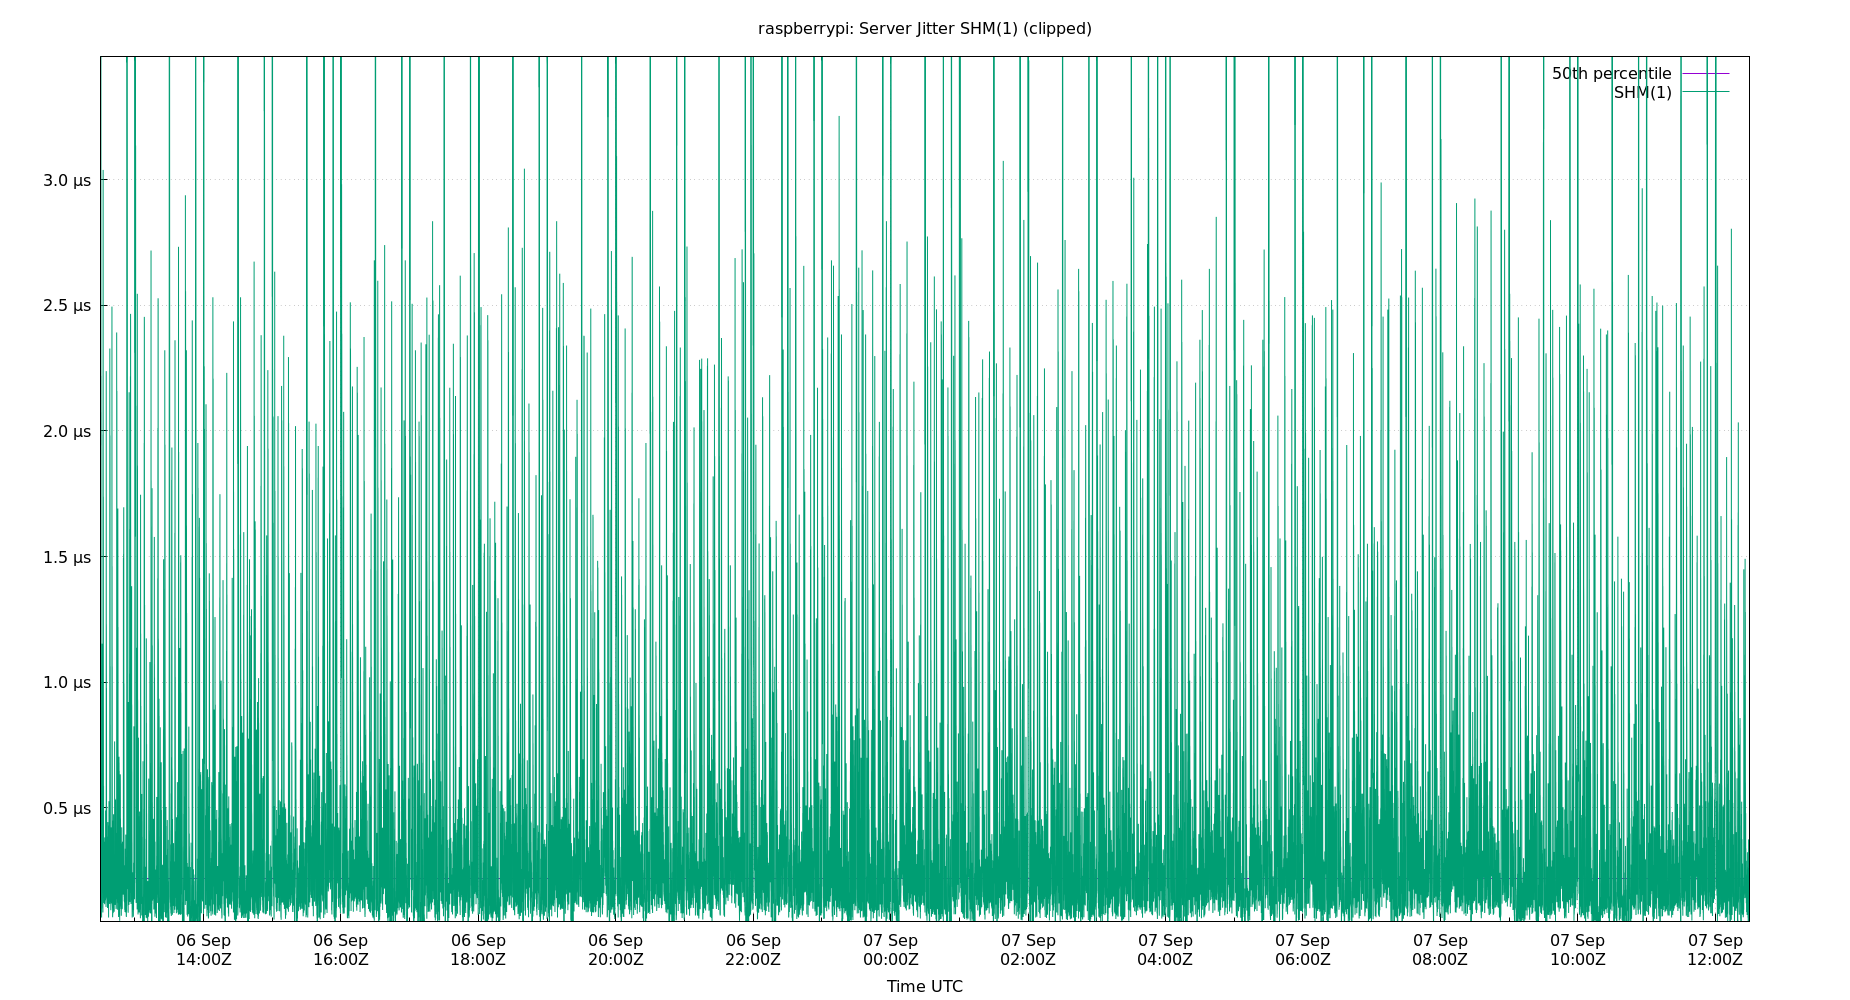 raspberrypi: Server Jitter SHM(1) (clipped)
50th percentile
SHM(1)
3.0 µs
2.5 µs
2.0 µs
1.5 µs
1.0 µs
0.5 µs
06 Sep 06 Sep 06 Sep 06 Sep 06 Sep 07 Sep 07 Sep 07 Sep 07 Sep 07 Sep 07 Sep 07 Sep
14:00Z 16:00Z 18:00Z 20:00Z 22:00Z 00:00Z 02:00Z 04:00Z 06:00Z 08:00Z 10:00Z 12:00Z
Time UTC